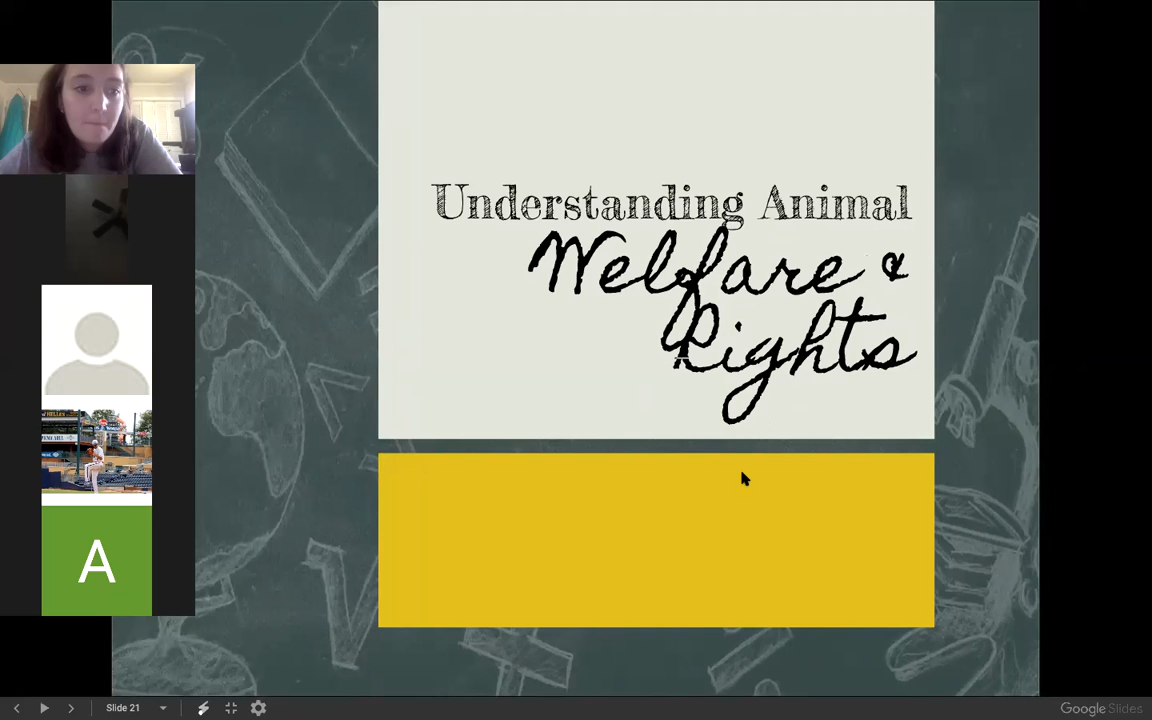 Understanding Animal
Welfare &
Rights
A
Slide 21
Google Slides